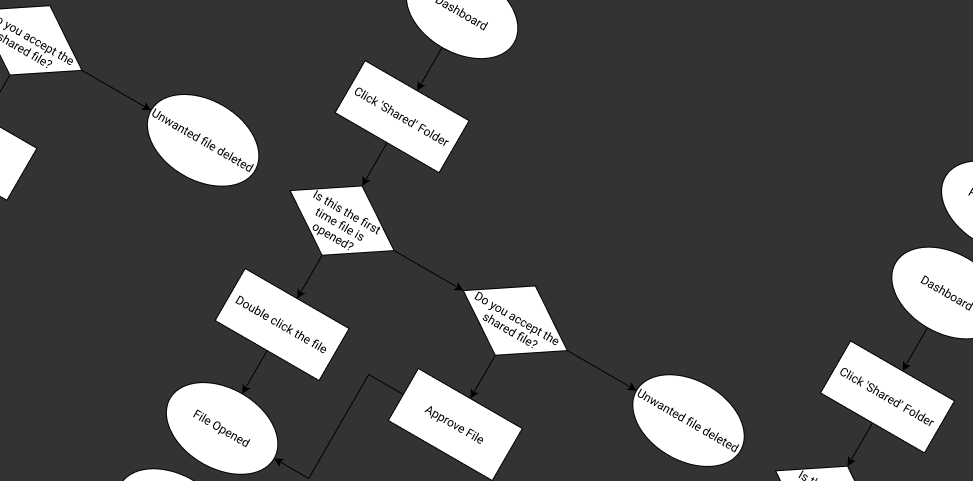 you accept the
shared file?
Unwanted file deleted
Dashboard
Click 'Shared' Folder
Is this the first
time file is
opened?
Double click the file
File Opened
Do you accept the
shared file?
Approve File
Unwanted file deleted
Dashboard
Click 'Shared' Folder